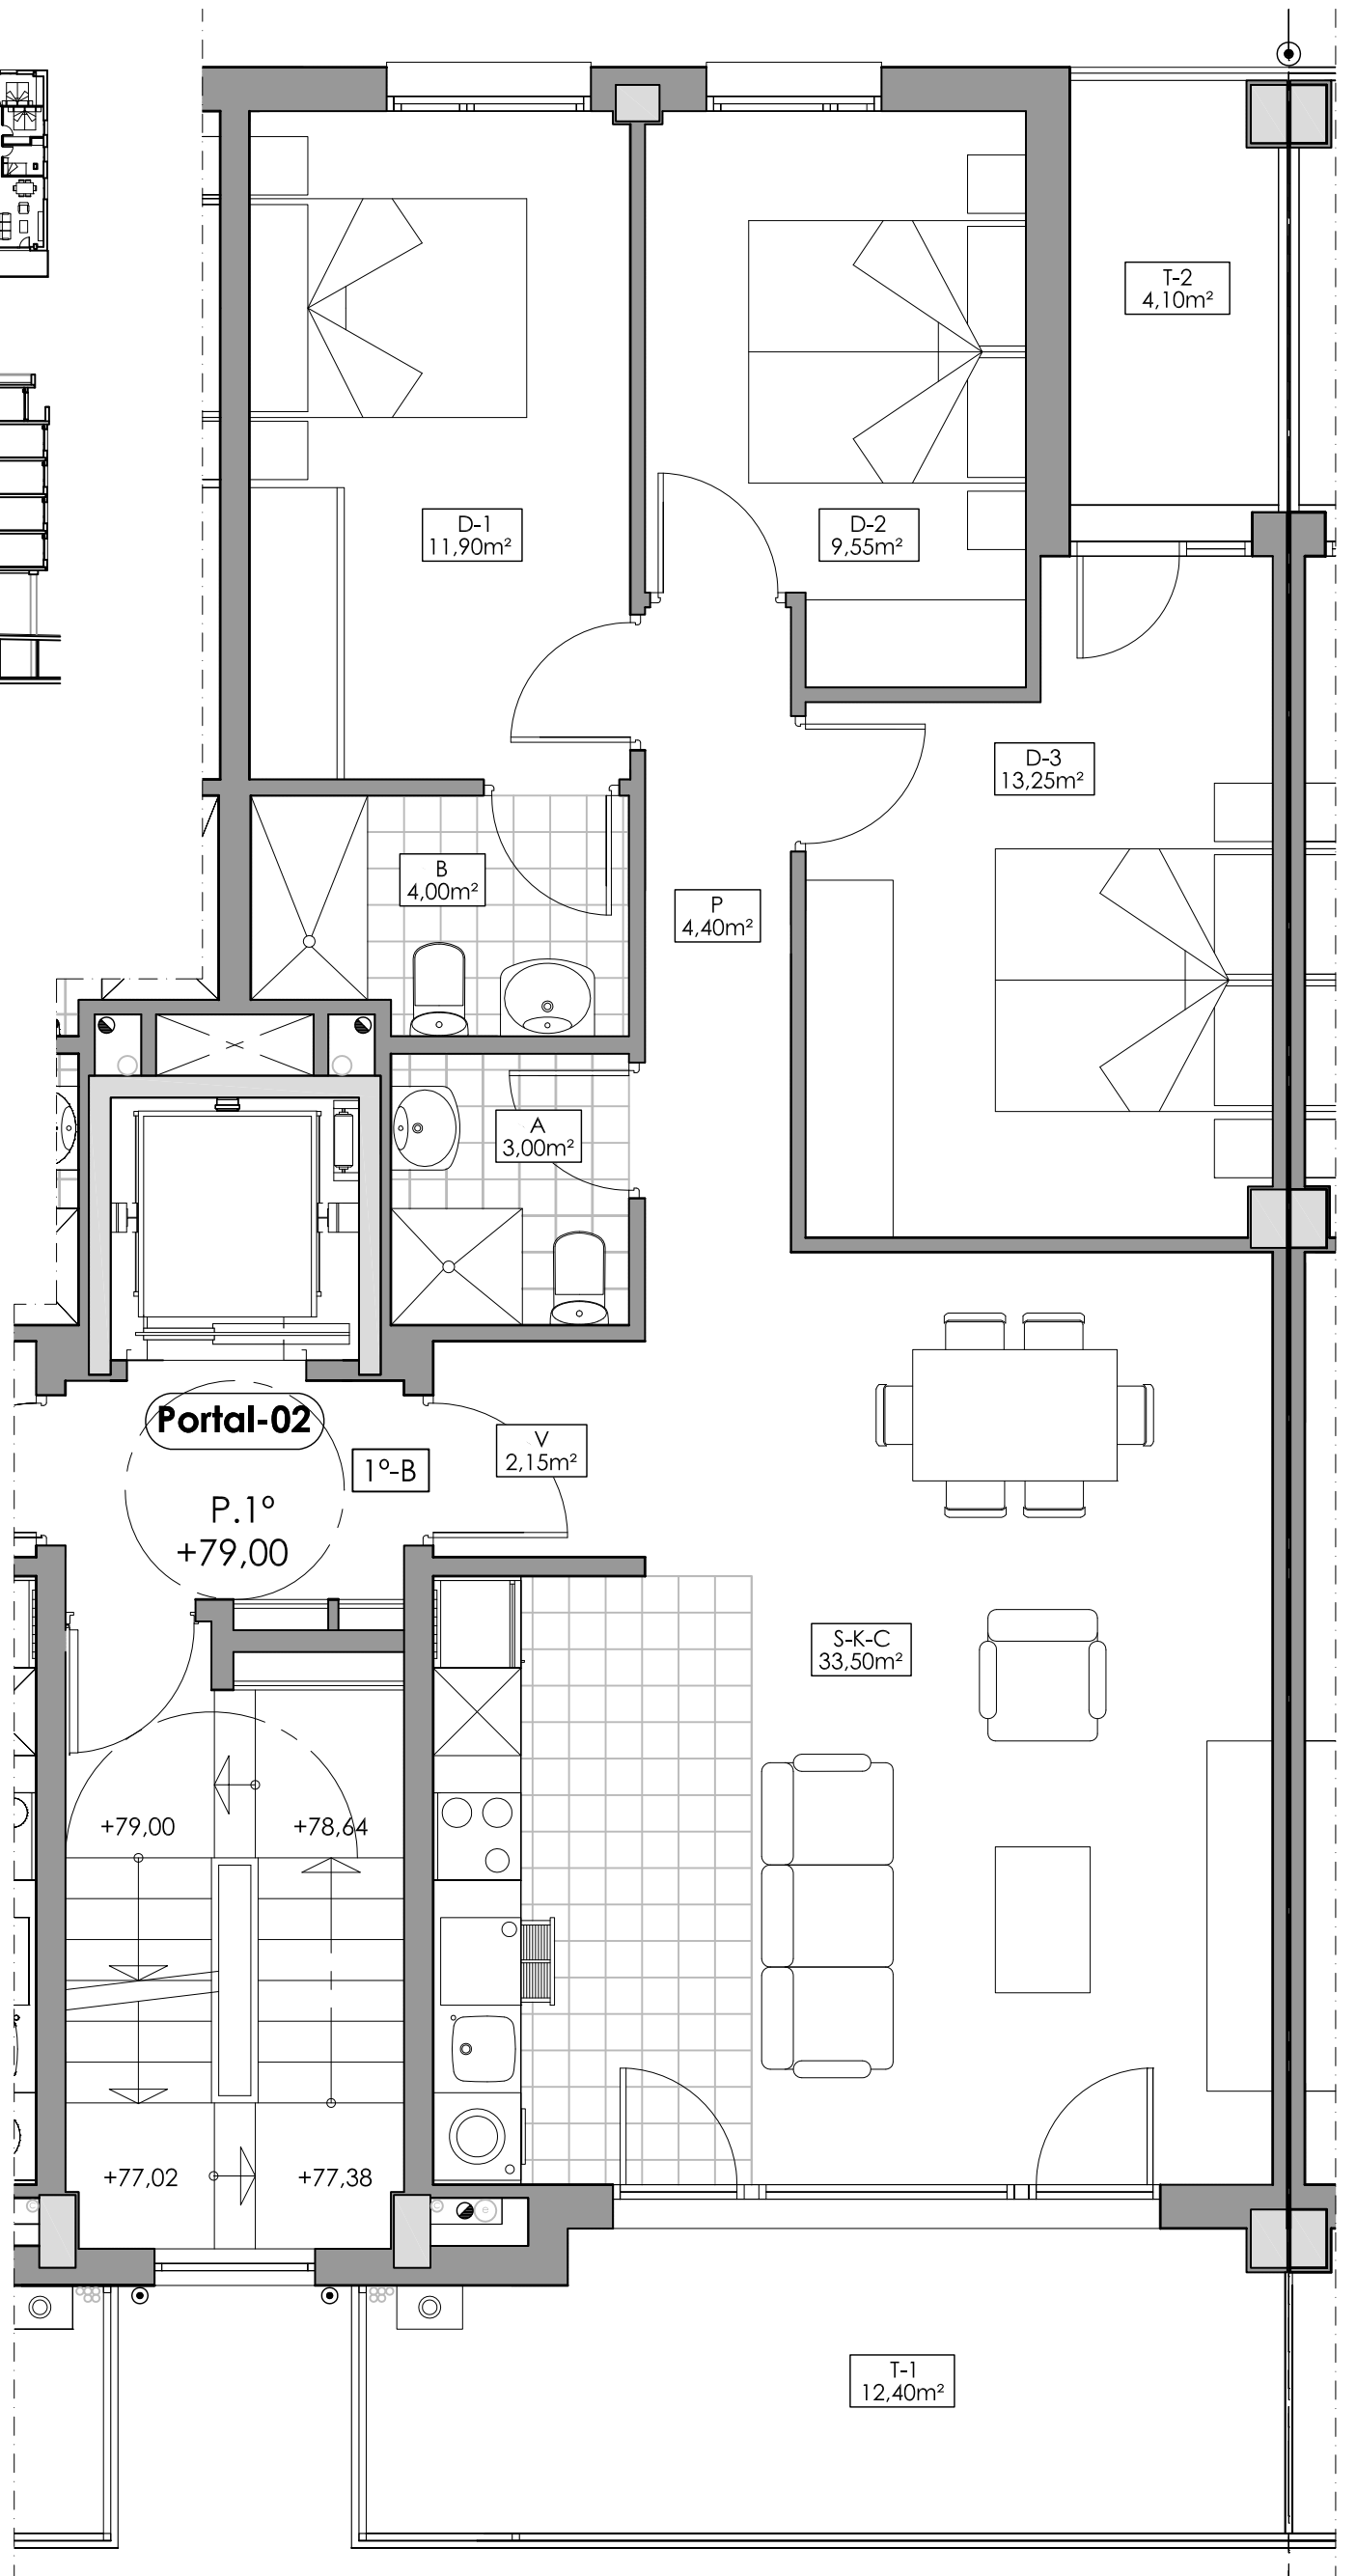 T-2
4,10m²
D-1
11,90m²
D-2
9,55m²
D-3
13,25m²
B
4,00m²
P
4,40m²
A
3,00m²
Portal-02
V
2,15m²
1º-B
P.1º
+79,00
S-K-C
33,50m²
+79,00
+78,64
+77,02
+77,38
T-1
12,40m²